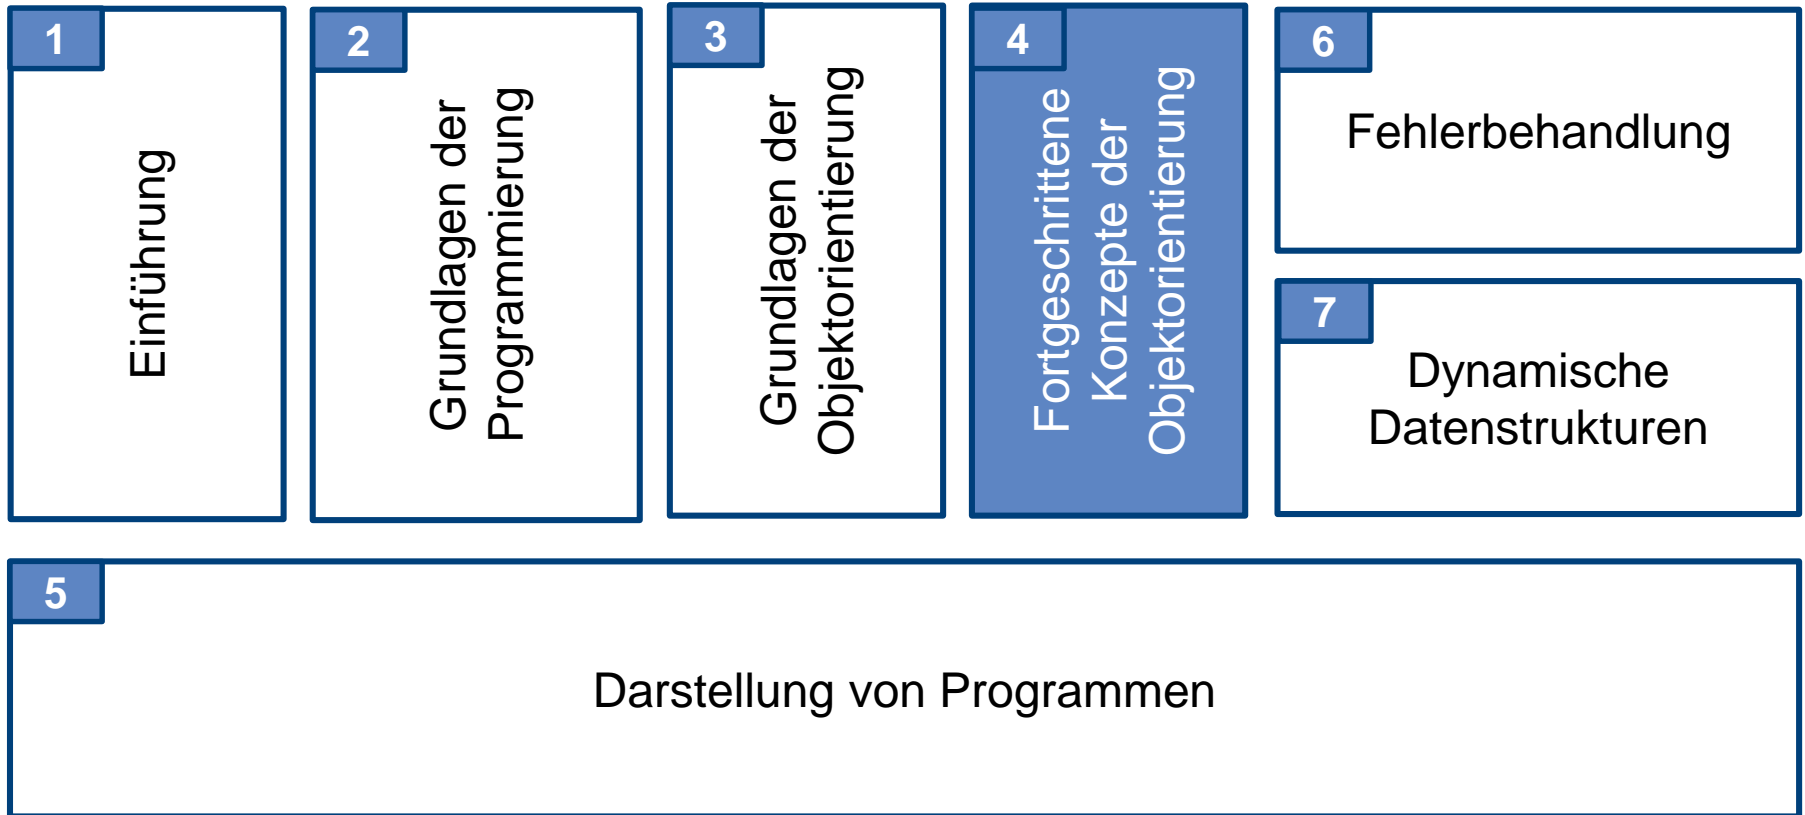 1
Einführung
2
Grundlagen der
Programmierung
3
Grundlagen der
Objektorientierung
4
Fortgeschrittene
Konzepte der
Objektorientierung
6
Fehlerbehandlung
7
Dynamische
Datenstrukturen
5
Darstellung von Programmen